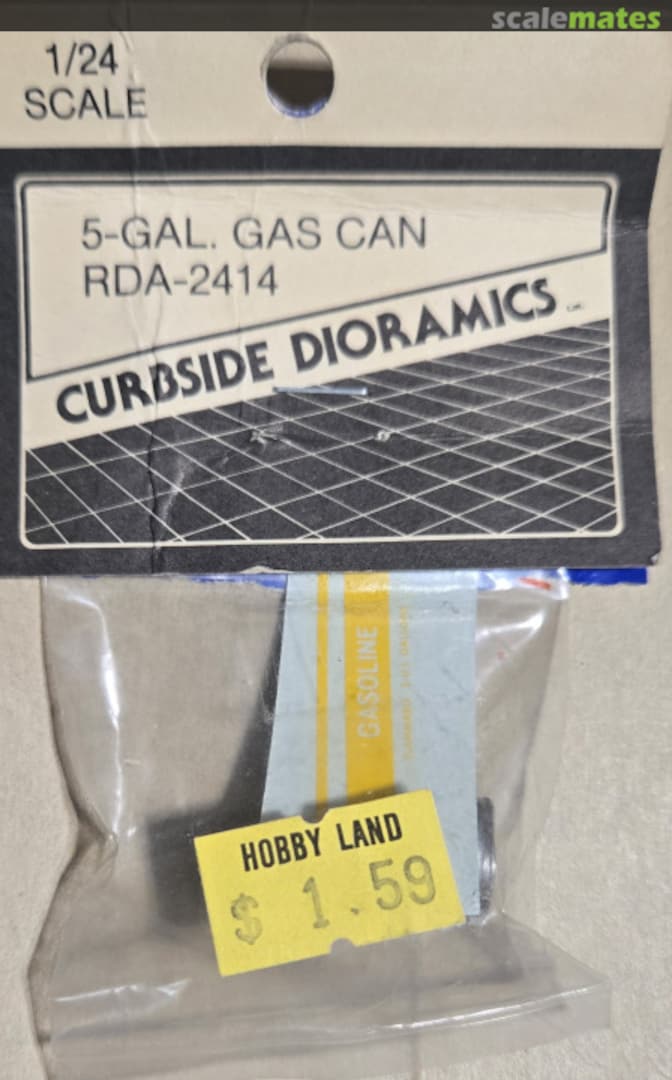 scalemates
1/24
SCALE
5-GAL. GAS CAN
RDA-2414
CURBSIDE DIORAMICS
GASOLINE
HOBBY LAND
$ 1.59